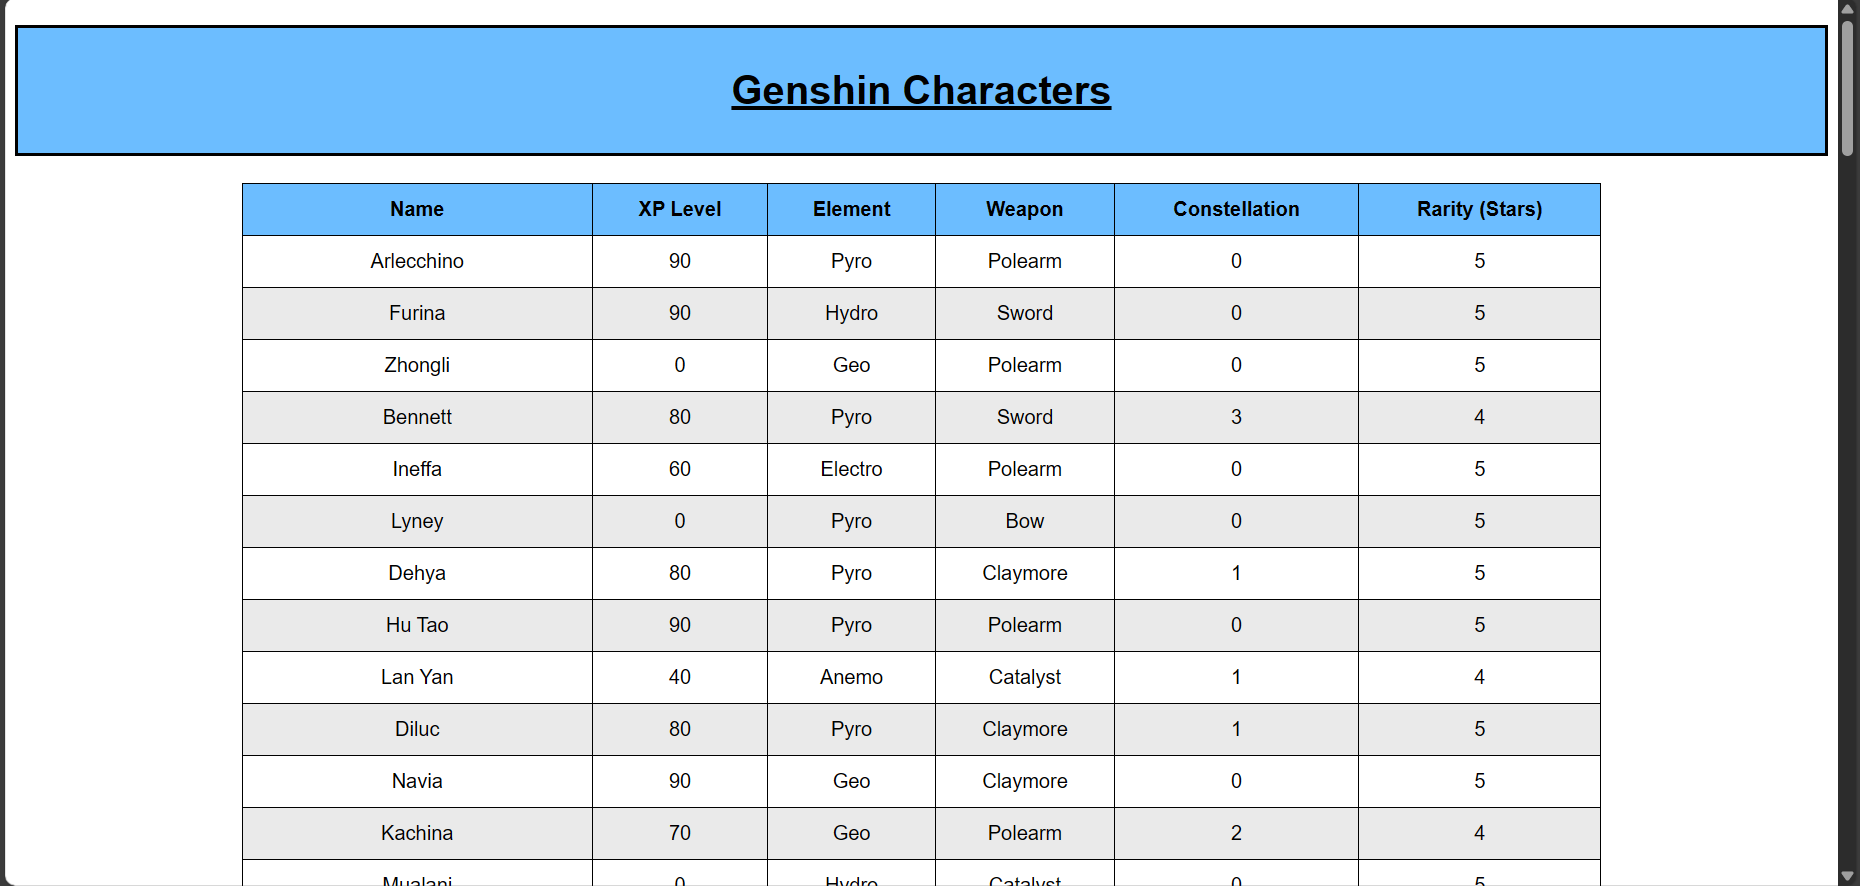 Genshin Characters
Name XP Level Element Weapon Constellation Rarity (Stars)
Arlecchino 90 Pyro Polearm 0 5
Furina 90 Hydro Sword 0 5
Zhongli 0 Geo Polearm 0 5
Bennett 80 Pyro Sword 3 4
Ineffa 60 Electro Polearm 0 5
Lyney 0 Pyro Bow 0 5
Dehya 80 Pyro Claymore 1 5
Hu Tao 90 Pyro Polearm 0 5
Lan Yan 40 Anemo Catalyst 1 4
Diluc 80 Pyro Claymore 1 5
Navia 90 Geo Claymore 0 5
Kachina 70 Geo Polearm 2 4
Mualani 0 Hydro Catalyst 0 5